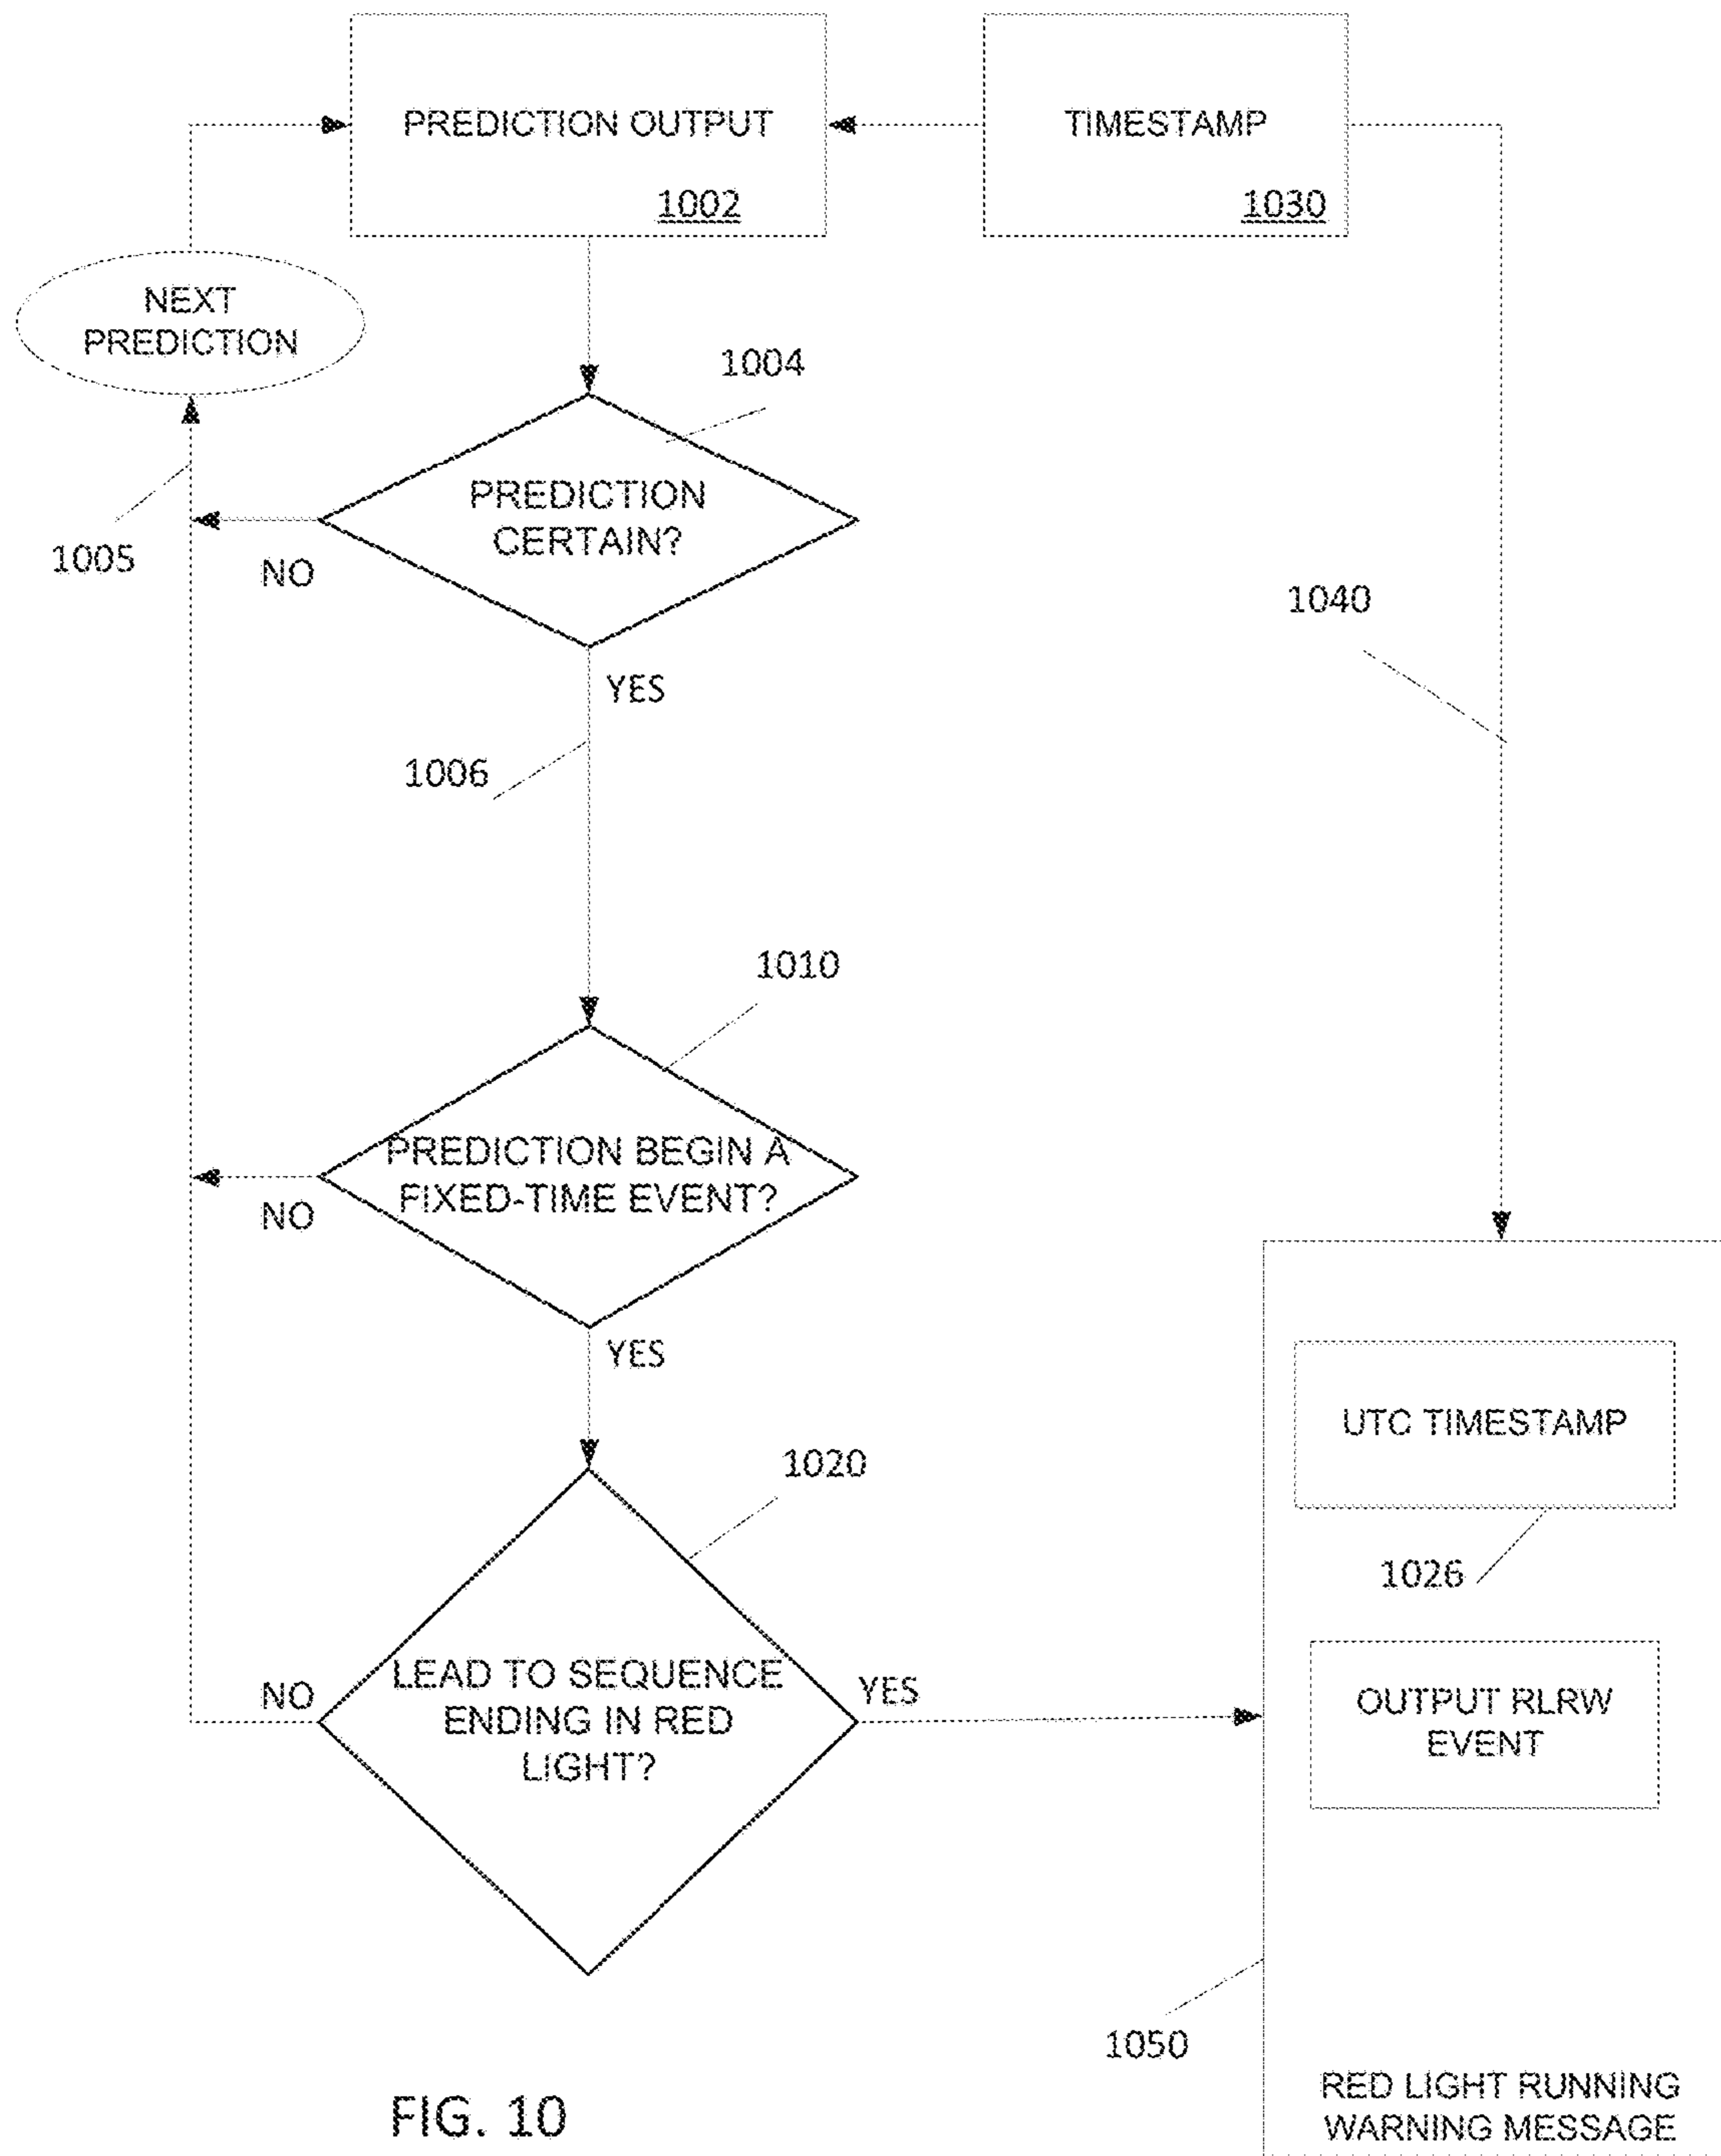 PREDICTION OUTPUT
1002
TIMESTAMP
1030
NEXT
PREDICTION
1004
PREDICTION
CERTAIN?
1005
NO
1040
YES
1006
1010
PREDICTION BEGIN A
FIXED-TIME EVENT?
NO
YES
UTC TIMESTAMP
1020
1026
LEAD TO SEQUENCE
ENDING IN RED
LIGHT?
NO
YES
OUTPUT RLRW
EVENT
1050
RED LIGHT RUNNING
WARNING MESSAGE
FIG. 10